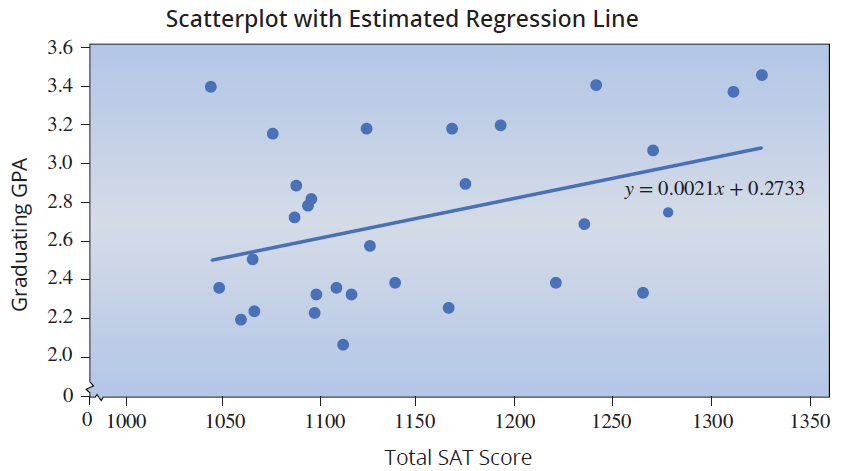 Scatterplot with Estimated Regression Line
Graduating GPA
3.6
3.4
3.2
3.0
2.8
2.6
2.4
2.2
2.0
0
y = 0.0021x + 0.2733
0 1000 1050 1100 1150 1200 1250 1300 1350
Total SAT Score